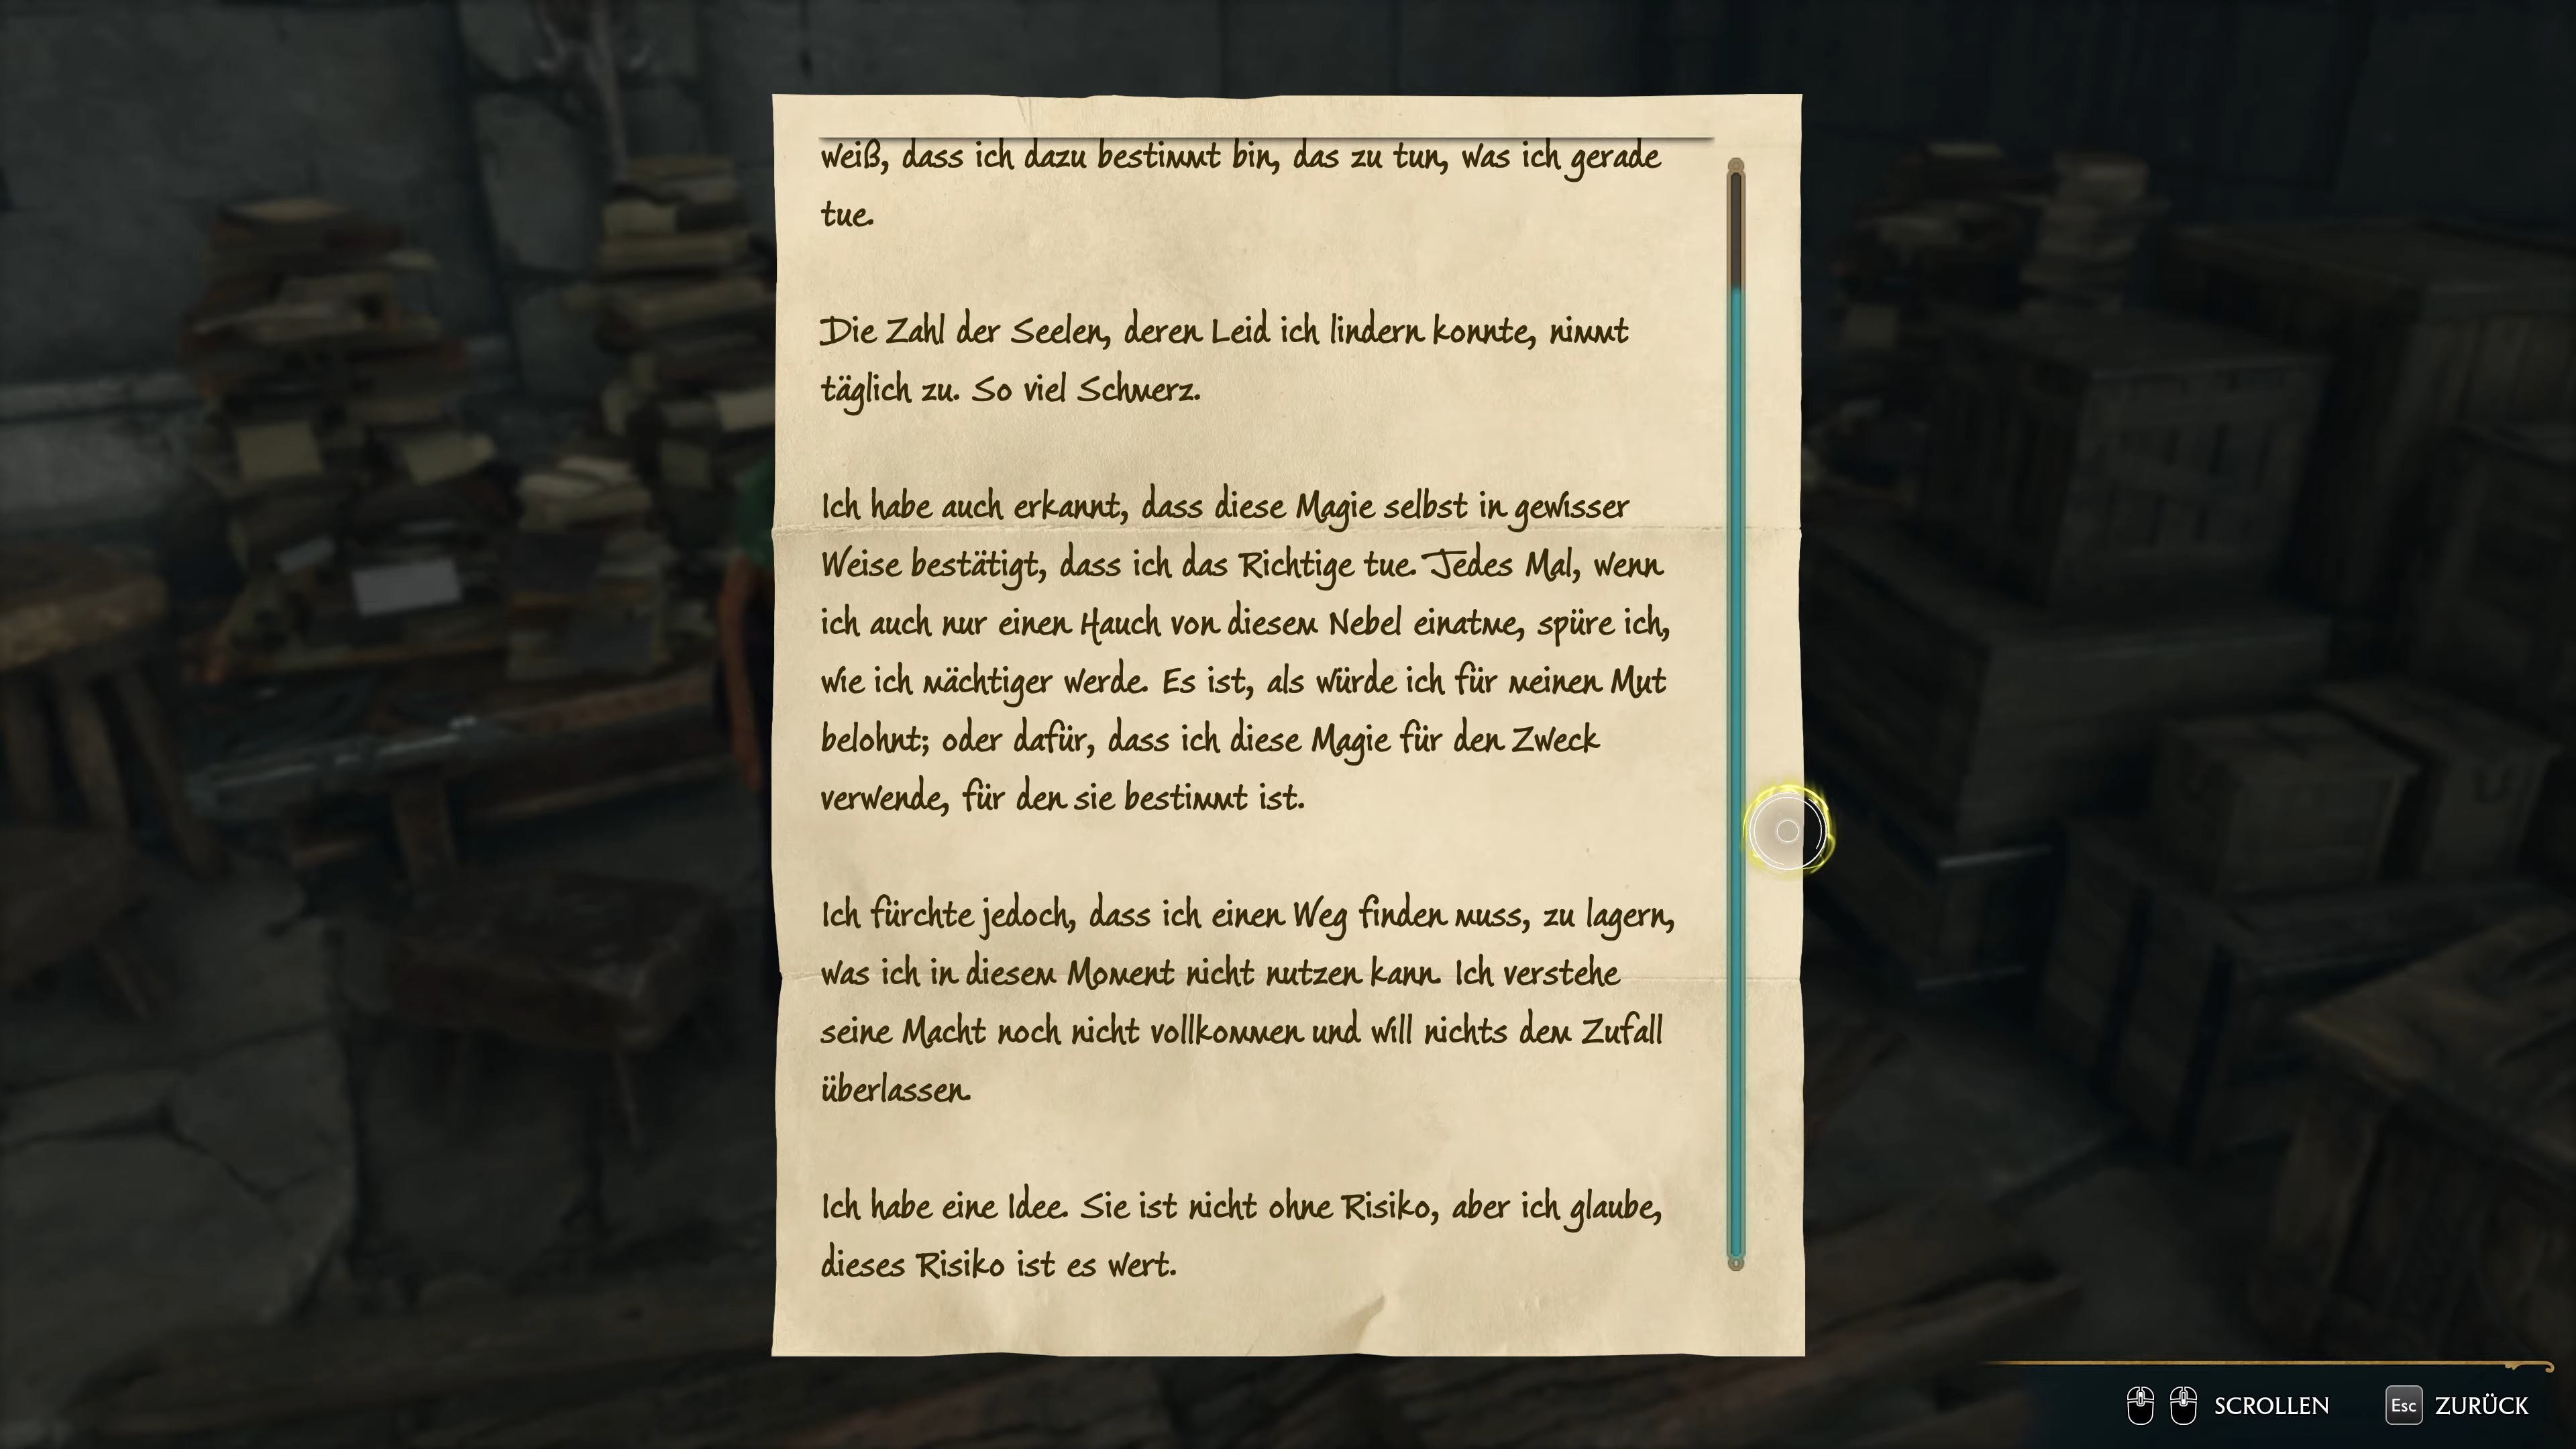 weiß, dass ich dazu bestimmt bin, das zu tun, was ich gerade
tue.
Die Zahl der Seelen, deren Leid ich lindern konnte, nimmt
täglich zu. So viel Schmerz.
Ich habe auch erkannt, dass diese Magie selbst in gewisser
Weise bestätigt, dass ich das Richtige tue. Jedes Mal, wenn
ich auch nur einen Hauch von diesem Nebel einatme, spüre ich,
wie ich mächtiger werde. Es ist, als würde ich für meinen Mut
belohnt; oder dafür, dass ich diese Magie für den Zweck
verwende, für den sie bestimmt ist.
Ich fürchte jedoch, dass ich einen Weg finden muss, zu lagern,
was ich in diesem Moment nicht nutzen kann. Ich verstehe
seine Macht noch nicht vollkommen und will nichts dem Zufall
überlassen.
Ich habe eine Idee. Sie ist nicht ohne Risiko, aber ich glaube,
dieses Risiko ist es wert.
SCROLLEN Esc ZURÜCK